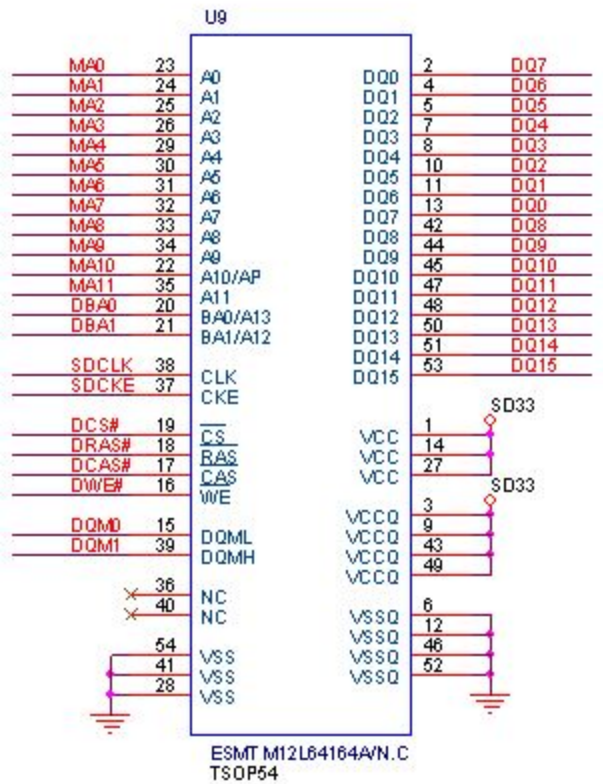 U9
MA0 23 A0 DQ0 2 DQ7
MA1 24 A1 DQ1 4 DQ6
MA2 25 A2 DQ2 5 DQ5
MA3 26 A3 DQ3 7 DQ4
MA4 29 A4 DQ4 8 DQ3
MA5 30 A5 DQ5 10 DQ2
MA6 31 A6 DQ6 11 DQ1
MA7 32 A7 DQ7 13 DQ0
MA8 33 A8 DQ8 42 DQ8
MA9 34 A9 DQ9 44 DQ9
MA10 22 A10/AP DQ10 45 DQ10
MA11 35 A11 DQ11 47 DQ11
DBA0 20 BA0/A13 DQ12 48 DQ12
DBA1 21 BA1/A12 DQ13 50 DQ13
DQ14 51 DQ14
SDCLK 38 CLK DQ15 53 DQ15
SDCKE 37 CKE
SD33
DCS# 19 CS VCC 1
DRAS# 18 RAS VCC 14
DCAS# 17 CAS VCC 27
DWE# 16 WE
SD33
VCCQ 3
DQM0 15 DQML VCCQ 9
DQM1 39 DQMH VCCQ 43
VCCQ 49
36 NC
40 NC VSSQ 6
VSSQ 12
54 VSS VSSQ 46
41 VSS VSSQ 52
28 VSS
ESMT M12L64164A/N.C
TSOP54